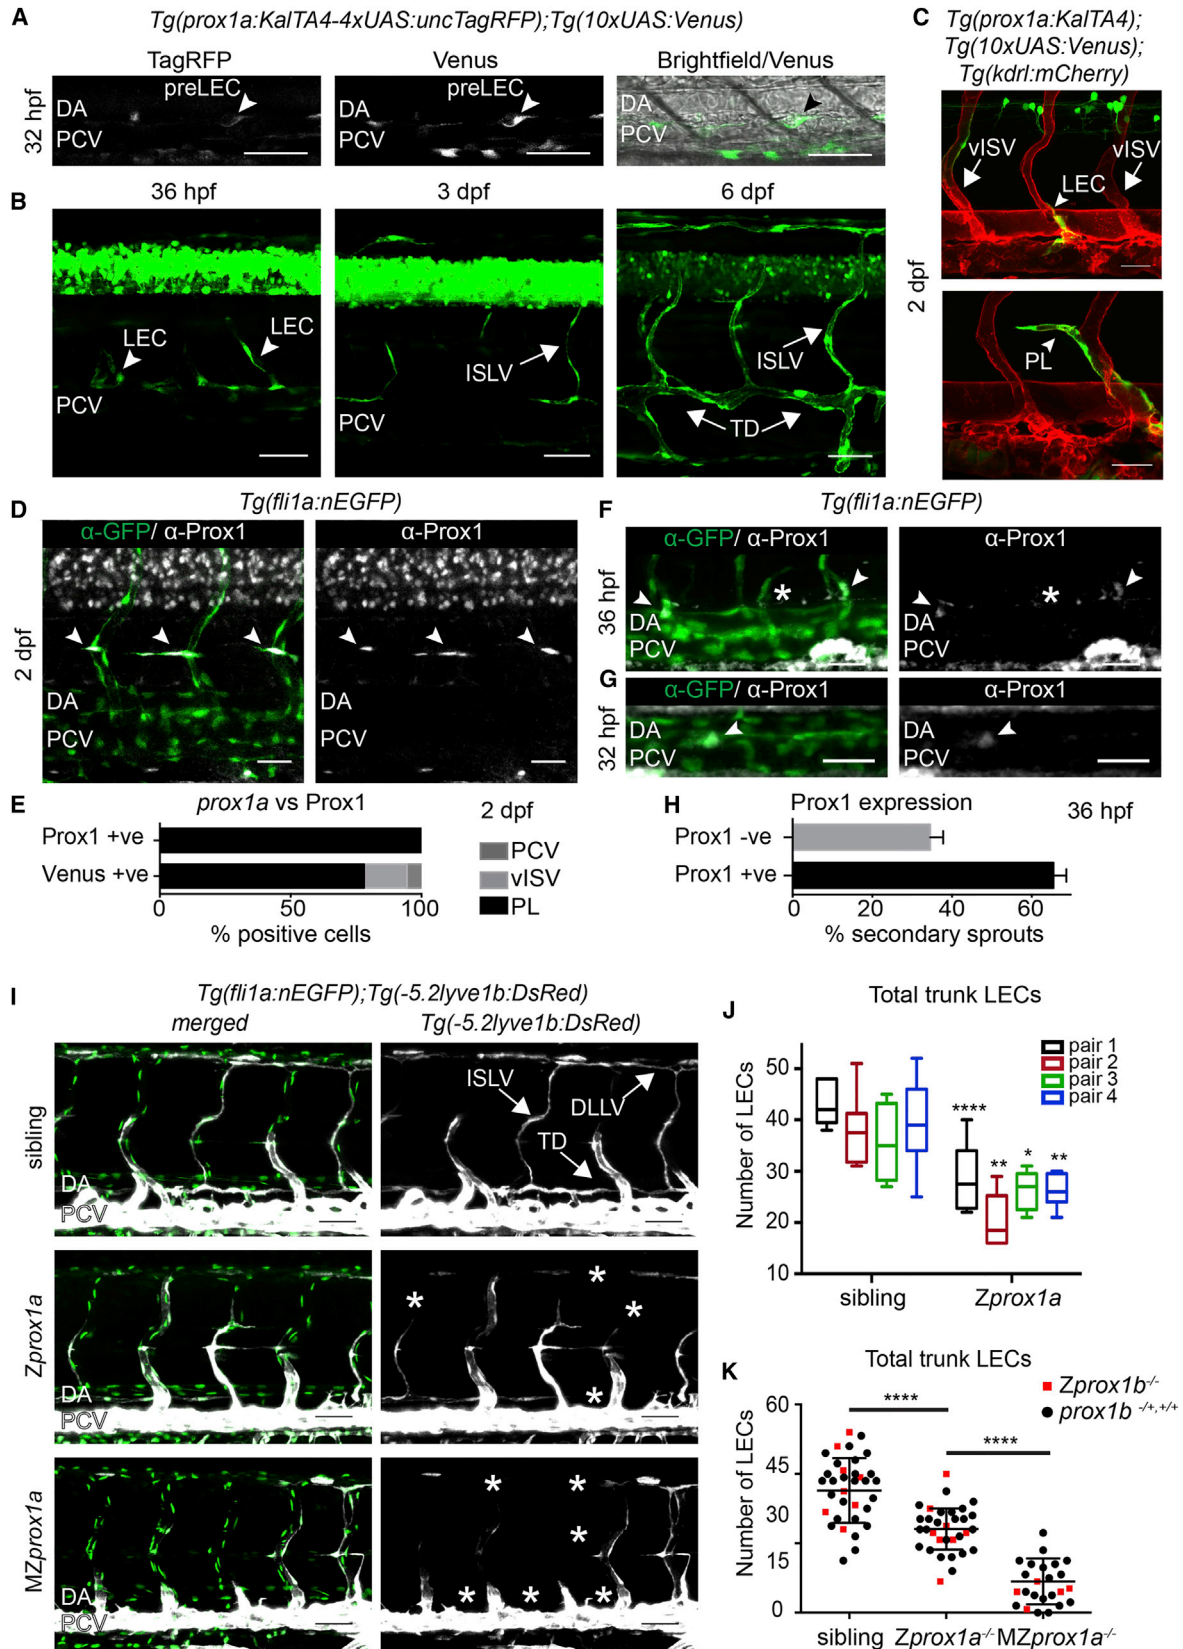 A
Tg(prox1a:KalTA4-4xUAS:uncTagRFP);Tg(10xUAS:Venus)
TagRFP
Venus
Brightfield/Venus
32 hpf
DA
PCV
preLEC
DA
PCV
preLEC
DA
PCV
B
36 hpf
3 dpf
6 dpf
LEC
LEC
PCV
ISLV
PCV
ISLV
TD
C
Tg(prox1a:KalTA4);
Tg(10xUAS:Venus);
Tg(kdrl:mCherry)
2 dpf
vISV
LEC
vISV
PL
D
Tg(fli1a:nEGFP)
α-GFP/ α-Prox1
α-Prox1
2 dpf
DA
PCV
DA
PCV
E
prox1a vs Prox1
2 dpf
Prox1 +ve
Venus +ve
0
50
100
% positive cells
PCV
vISV
PL
F
Tg(fli1a:nEGFP)
α-GFP/ α-Prox1
α-Prox1
36 hpf
*
DA
PCV
*
DA
PCV
G
α-GFP/ α-Prox1
α-Prox1
32 hpf
DA
PCV
DA
PCV
H
Prox1 expression
36 hpf
Prox1 -ve
Prox1 +ve
0
20
40
60
% secondary sprouts
I
Tg(fli1a:nEGFP);Tg(-5.2lyve1b:DsRed)
merged
Tg(-5.2lyve1b:DsRed)
sibling
DA
PCV
ISLV
DLLV
TD
Zprox1a
DA
PCV
* * * *
MZprox1a
DA
PCV
* * * * * *
J
Total trunk LECs
Number of LECs
50
40
30
20
10
pair 1
pair 2
pair 3
pair 4
****
**
*
**
sibling
Zprox1a
K
Total trunk LECs
Zprox1b-/-
prox1b -/+,+/+
Number of LECs
60
45
30
15
0
****
****
sibling
Zprox1a-/-
MZprox1a-/-